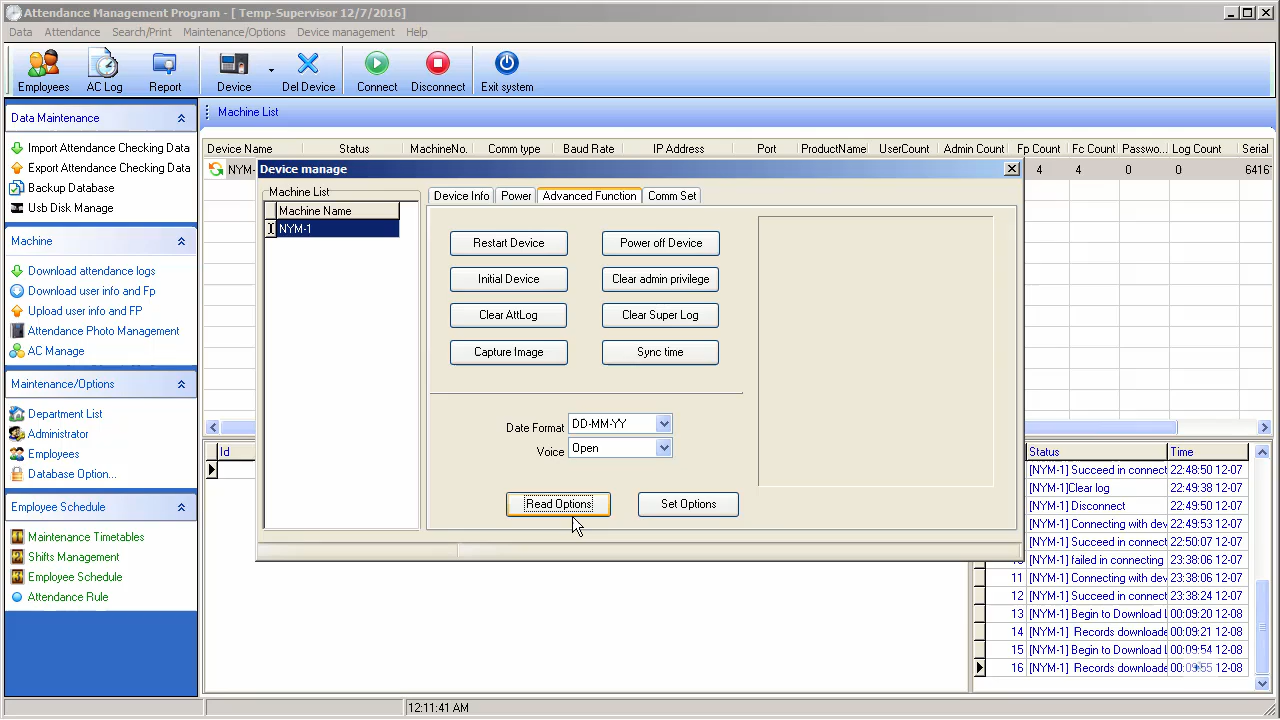 Attendance Management Program - [ Temp-Supervisor 12/7/2016]
Data Attendance Search/Print Maintenance/Options Device management Help
Employees AC Log Report Device Del Device Connect Disconnect Exit system
Data Maintenance
Import Attendance Checking Data
Export Attendance Checking Data
Backup Database
Usb Disk Manage
Machine
Download attendance logs
Download user info and Fp
Upload user info and FP
Attendance Photo Management
AC Manage
Maintenance/Options
Department List
Administrator
Employees
Database Option...
Employee Schedule
Maintenance Timetables
Shifts Management
Employee Schedule
Attendance Rule
Machine List
Device Name Status MachineNo. Comm type Baud Rate IP Address Port ProductName UserCount Admin Count Fp Count Fc Count Passwo... Log Count Serial
NYM- 4 4 0 0 6416
Device manage
Machine List
Machine Name
NYM-1
Device Info Power Advanced Function Comm Set
Restart Device Power off Device
Initial Device Clear admin privilege
Clear AttLog Clear Super Log
Capture Image Sync time
Date Format DD-MM-YY
Voice Open
Read Options Set Options
Id
Status Time
[NYM-1] Succeed in connect 22:48:50 12-07
[NYM-1]Clear log 22:49:38 12-07
[NYM-1] Disconnect 22:49:43 12-07
[NYM-1] Connecting with dev 22:49:53 12-07
[NYM-1] Succeed in connect 22:50:07 12-07
10 [NYM-1] failed in connecting 23:38:06 12-07
11 [NYM-1] Connecting with dev 23:38:06 12-07
12 [NYM-1] Succeed in connect 23:38:24 12-07
13 [NYM-1] Begin to Download L 00:09:20 12-08
14 [NYM-1] Records downloade 00:09:21 12-08
15 [NYM-1] Begin to Download L 00:09:54 12-08
16 [NYM-1] Records downloade 00:09:55 12-08
12:11:41 AM